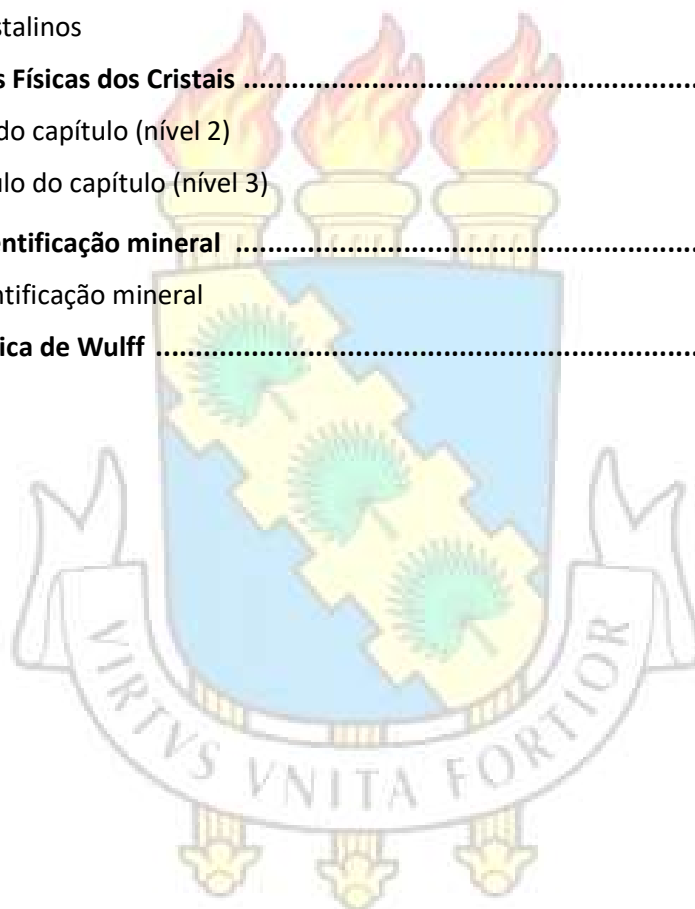 stalinos
s Físicas dos Cristais ........................................................................
do capítulo (nível 2)
ulo do capítulo (nível 3)
entificação mineral ........................................................................
ntificação mineral
ica de Wulff ........................................................................
VIRTVS VNITA FORTIOR